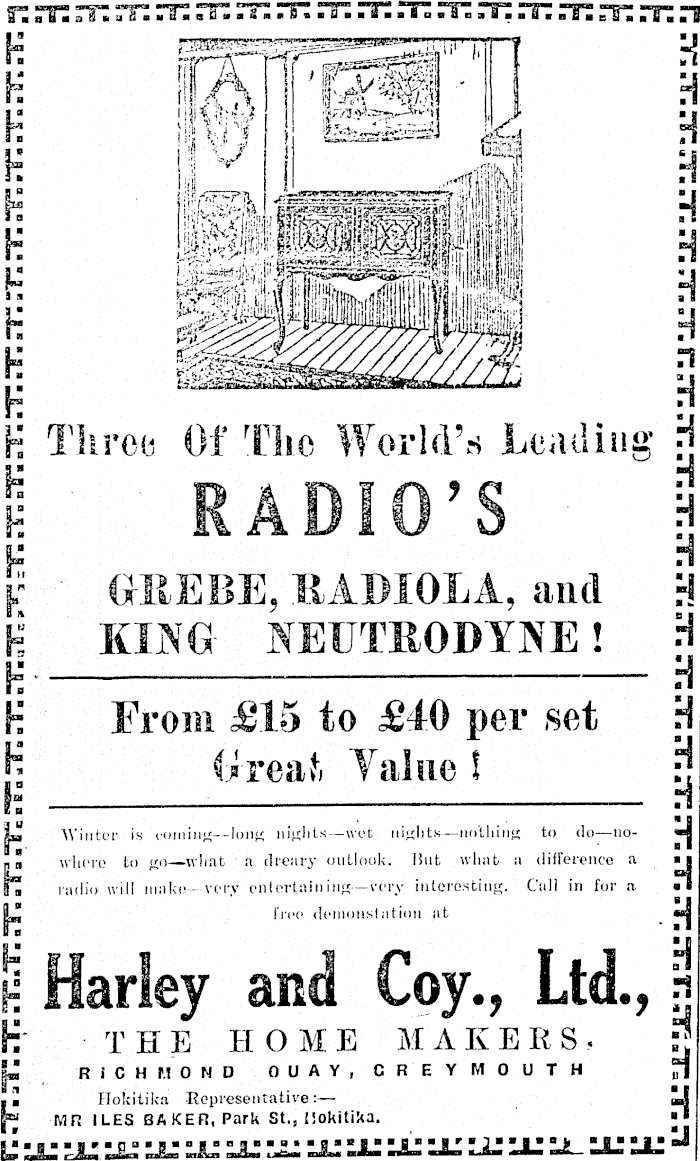 Three Of The World's Leading
RADIO'S
GREBE, RADIOLA, and
KING NEUTRODYNE!
From £15 to £40 per set
Great Value!
Winter is coming--long nights--wet nights--nothing to do--no-
where to go--what a dreary outlook. But what a difference a
radio will make--very entertaining--very interesting. Call in for a
free demonstation at
Harley and Coy., Ltd.,
THE HOME MAKERS.
RICHMOND QUAY, GREYMOUTH
Hokitika Representative:—
MR ILES BAKER, Park St., Hokitika.